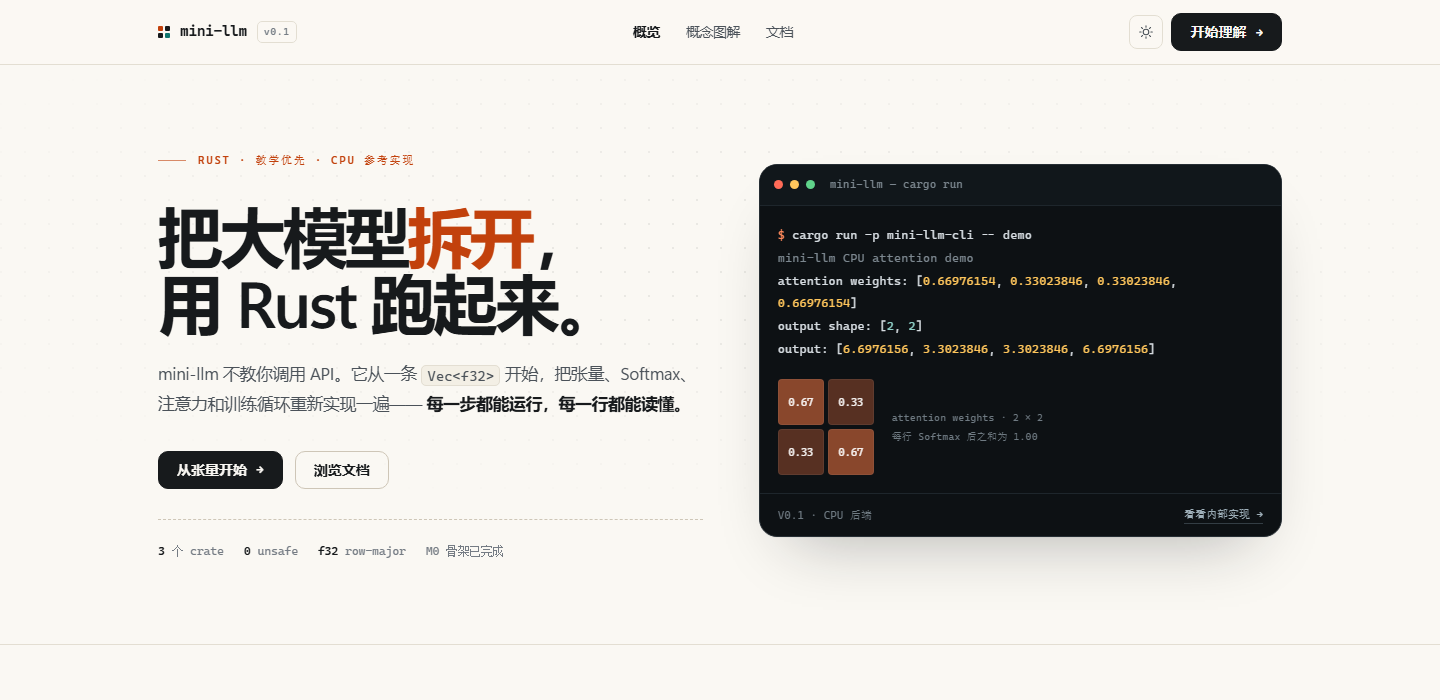 mini-llm v0.1
概览 概念图解 文档
开始理解 →
RUST · 教学优先 · CPU 参考实现
把大模型拆开，
用 Rust 跑起来。
mini-llm 不教你调用 API。它从一条 Vec<f32> 开始，把张量、Softmax、
注意力和训练循环重新实现一遍—— 每一步都能运行，每一行都能读懂。
从张量开始 →
浏览文档
3 个 crate 0 unsafe f32 row-major M0 骨架已完成
mini-llm — cargo run
$ cargo run -p mini-llm-cli -- demo
mini-llm CPU attention demo
attention weights: [0.66976154, 0.33023846, 0.33023846,
0.66976154]
output shape: [2, 2]
output: [6.6976156, 3.3023846, 3.3023846, 6.6976156]
0.67 0.33
0.33 0.67
attention weights · 2 × 2
每行 Softmax 后之和为 1.00
V0.1 · CPU 后端
看看内部实现 →